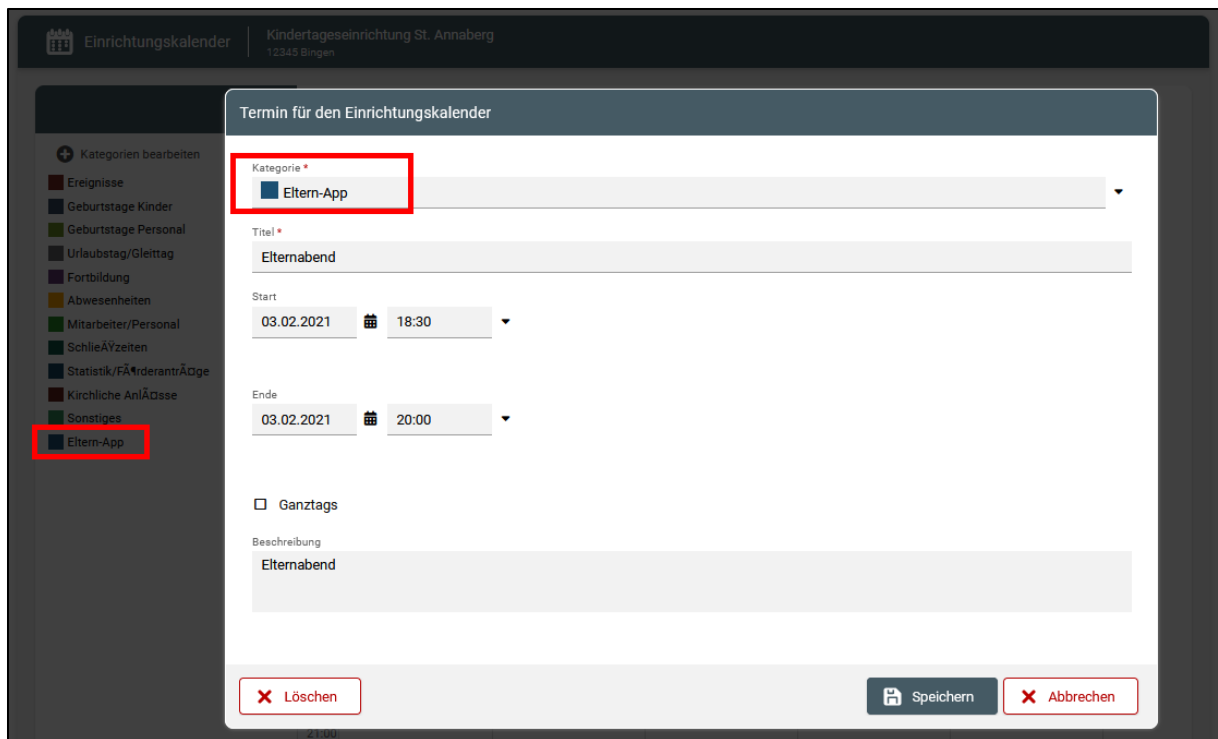 Einrichtungskalender
Kindertageseinrichtung St. Annaberg
12345 Bingen
Kategorien bearbeiten
Ereignisse
Geburtstage Kinder
Geburtstage Personal
Urlaubstag/Gleittag
Fortbildung
Abwesenheiten
Mitarbeiter/Personal
SchlieÃŸzeiten
Statistik/FÃ¶rderantrÃ¤ge
Kirchliche AnlÃ¤sse
Sonstiges
Eltern-App
Termin für den Einrichtungskalender
Kategorie *
Eltern-App
Titel *
Elternabend
Start
03.02.2021 18:30
Ende
03.02.2021 20:00
Ganztags
Beschreibung
Elternabend
Löschen
Speichern
Abbrechen
21:00